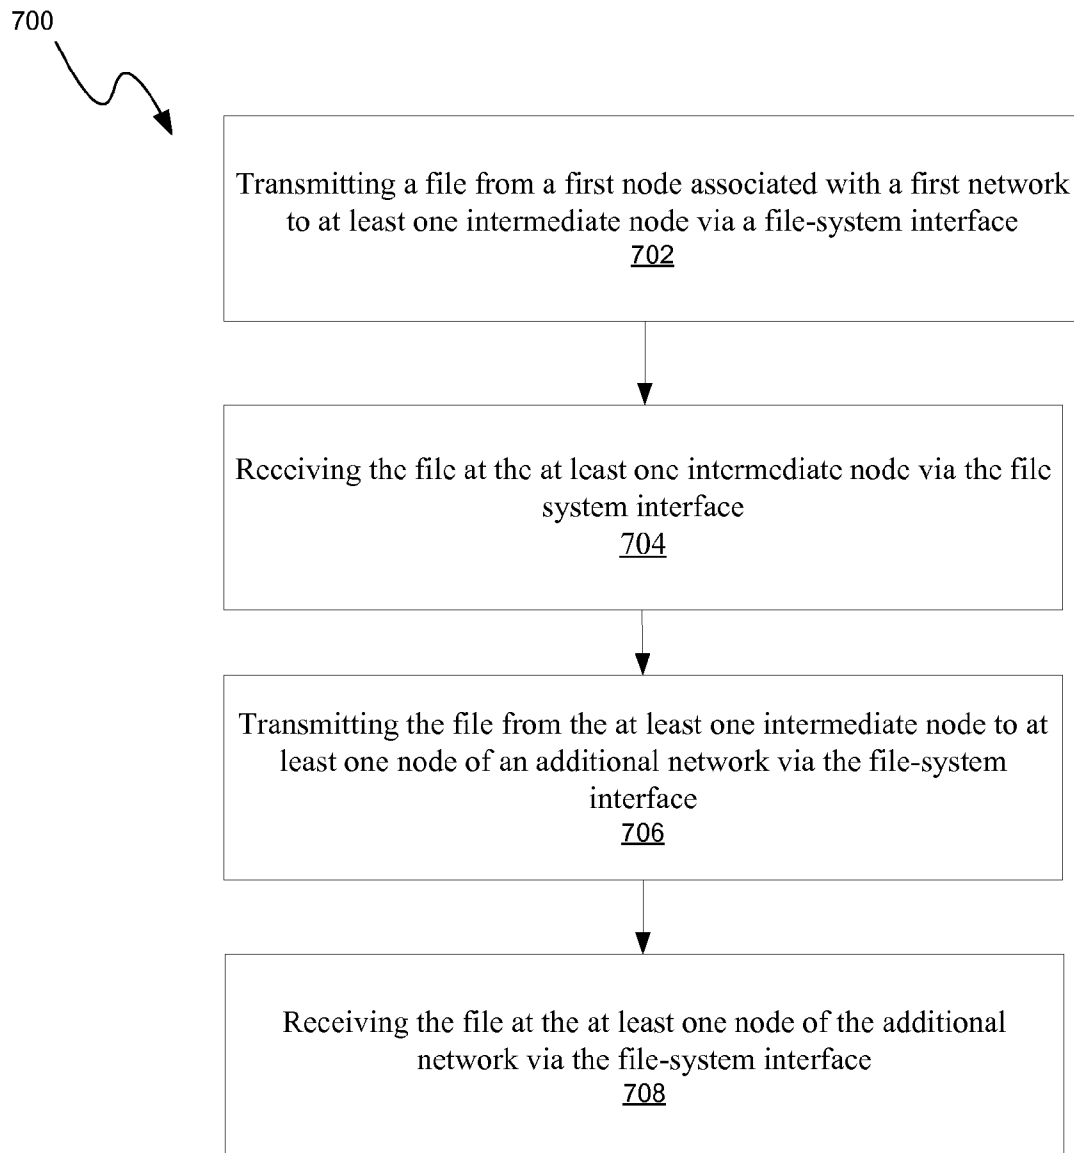 700
Transmitting a file from a first node associated with a first network
to at least one intermediate node via a file-system interface
702
Receiving the file at the at least one intermediate node via the file
system interface
704
Transmitting the file from the at least one intermediate node to at
least one node of an additional network via the file-system
interface
706
Receiving the file at the at least one node of the additional
network via the file-system interface
708